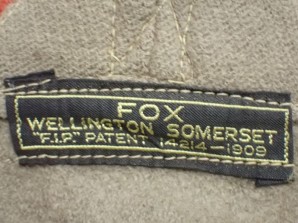 FOX
WELLINGTON SOMERSET
"F.I.P." PATENT 14214-1909